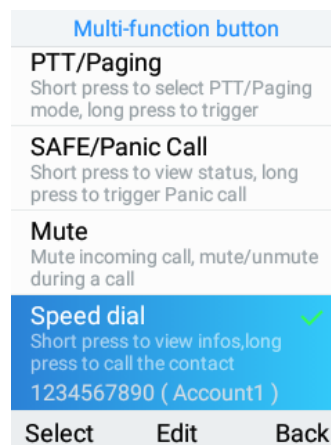 Multi-function button
PTT/Paging
Short press to select PTT/Paging
mode, long press to trigger
SAFE/Panic Call
Short press to view status, long
press to trigger Panic call
Mute
Mute incoming call, mute/unmute
during a call
Speed dial
Short press to view infos,long
press to call the contact
1234567890 ( Account1 )
Select Edit Back